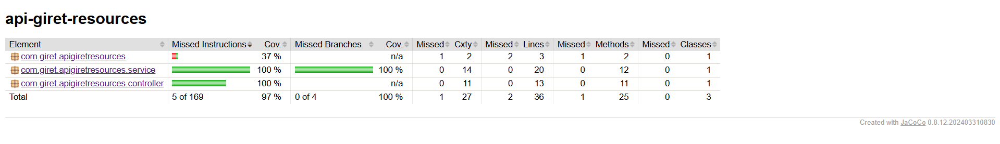 api-giret-resources
Element Missed Instructions Cov. Missed Branches Cov. Missed Cxty Missed Lines Missed Methods Missed Classes
com.giret.apigiretresources 37 % n/a 1 2 2 3 1 2 0 1
com.giret.apigiretresources.service 100 % 100 % 0 14 0 20 0 12 0 1
com.giret.apigiretresources.controller 100 % n/a 0 11 0 13 0 11 0 1
Total 5 of 169 97 % 0 of 4 100 % 1 27 2 36 1 25 0 3
Created with JaCoCo 0.8.12.202403310830